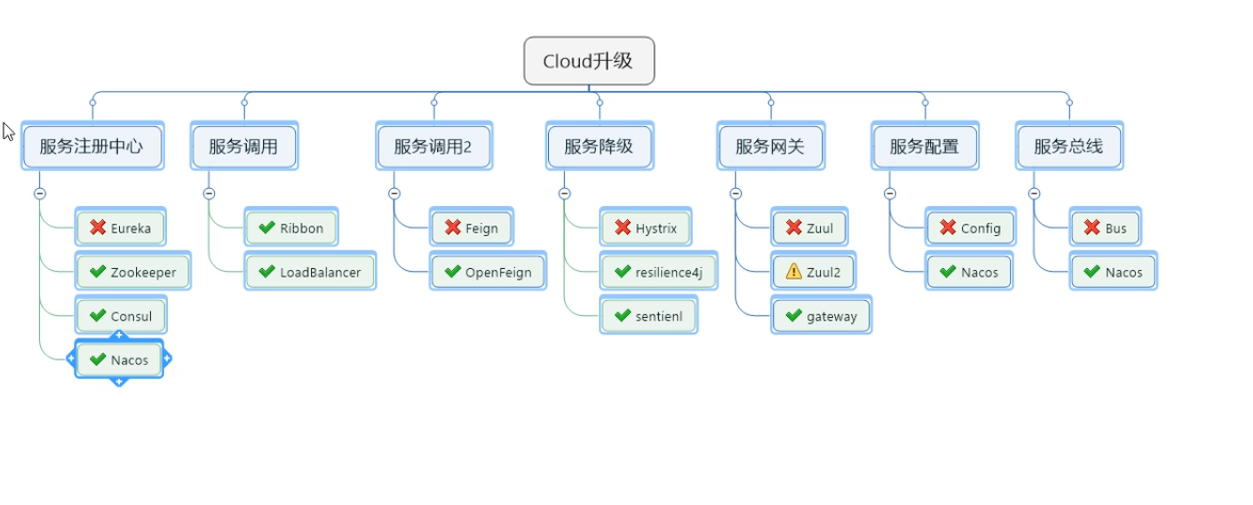 Cloud升级
服务注册中心
Eureka
Zookeeper
Consul
Nacos
服务调用
Ribbon
LoadBalancer
服务调用2
Feign
OpenFeign
服务降级
Hystrix
resilience4j
sentienl
服务网关
Zuul
Zuul2
gateway
服务配置
Config
Nacos
服务总线
Bus
Nacos